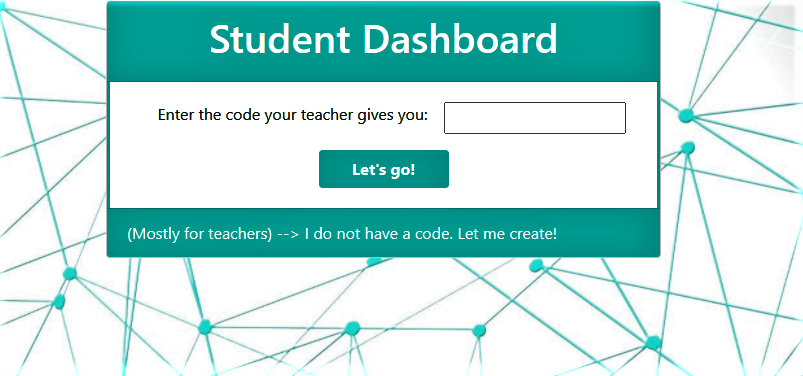 Student Dashboard
Enter the code your teacher gives you:
Let's go!
(Mostly for teachers) --> I do not have a code. Let me create!